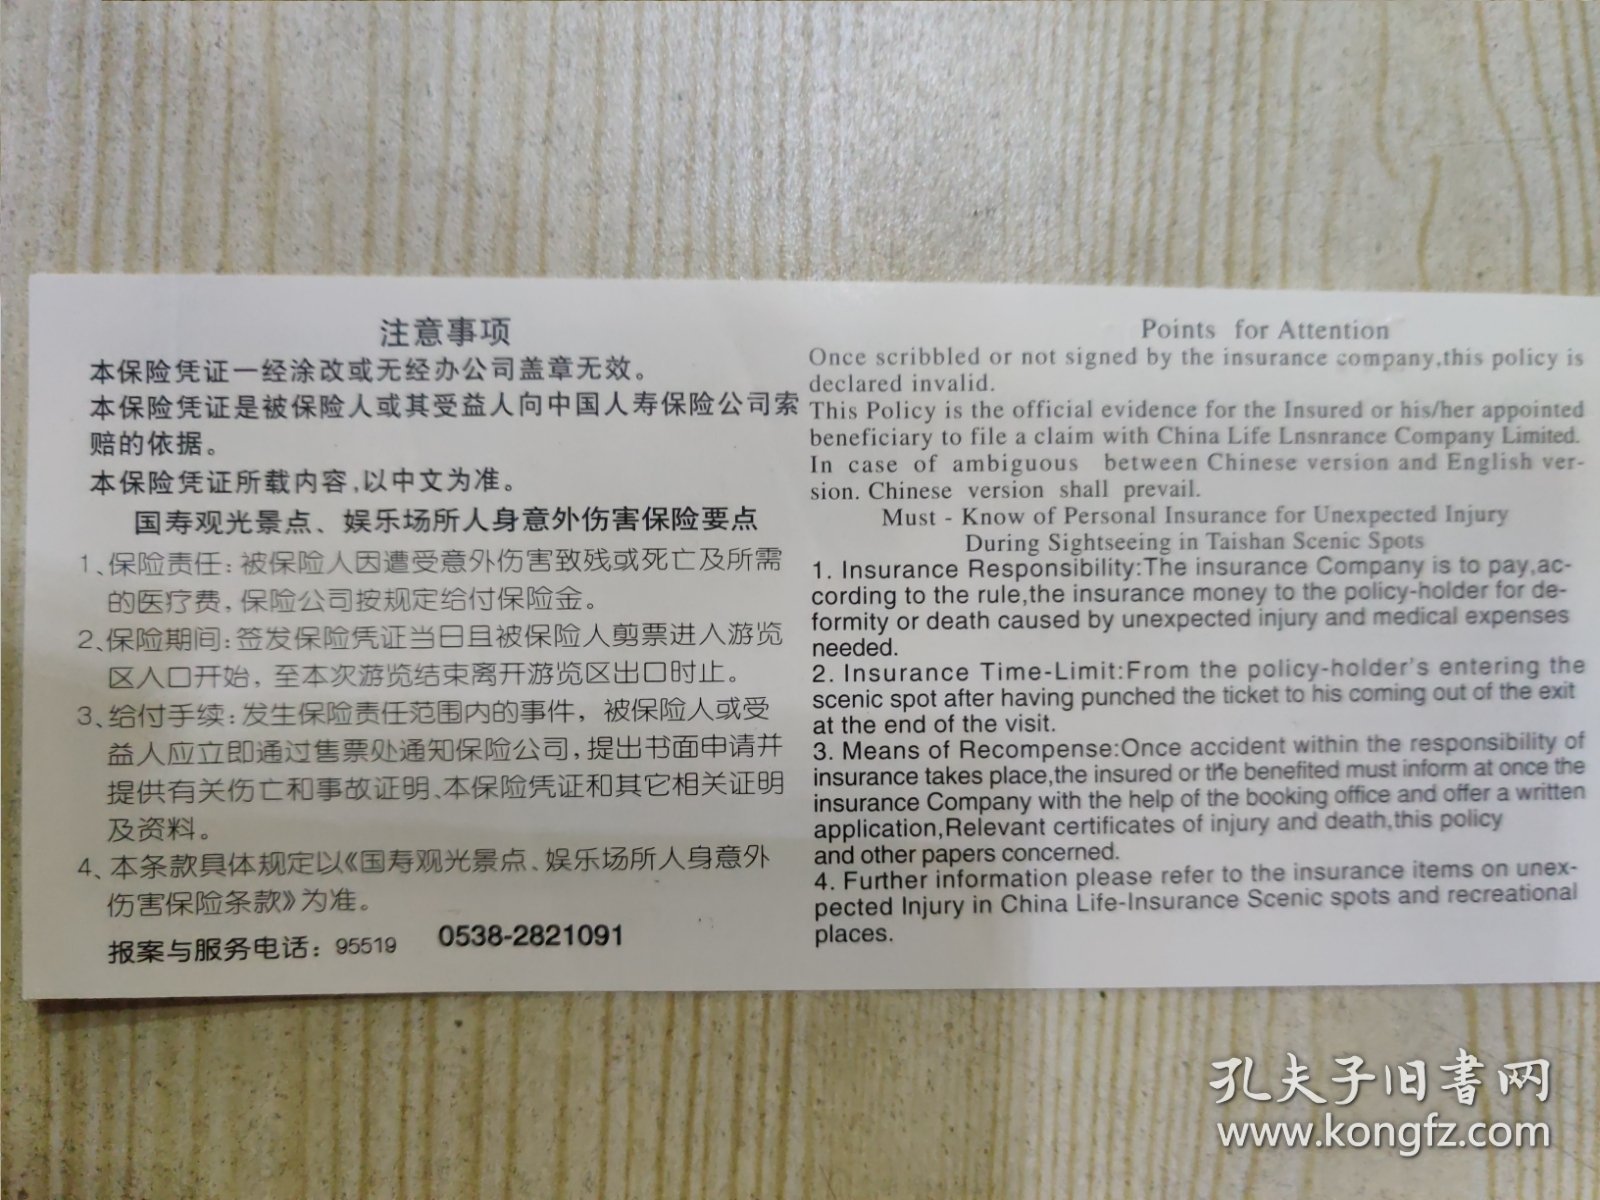 注意事项
本保险凭证一经涂改或无经办公司盖章无效。
本保险凭证是被保险人或其受益人向中国人寿保险公司索
赔的依据。
本保险凭证所载内容,以中文为准。
国寿观光景点、娱乐场所人身意外伤害保险要点
1、保险责任:被保险人因遭受意外伤害致残或死亡及所需
的医疗费,保险公司按规定给付保险金。
2、保险期间:签发保险凭证当日且被保险人剪票进入游览
区入口开始,至本次游览结束离开游览区出口时止。
3、给付手续:发生保险责任范围内的事件,被保险人或受
益人应立即通过售票处通知保险公司,提出书面申请并
提供有关伤亡和事故证明、本保险凭证和其它相关证明
及资料。
4、本条款具体规定以《国寿观光景点、娱乐场所人身意外
伤害保险条款》为准。
报案与服务电话:95519 0538-2821091
Points for Attention
Once scribbled or not signed by the insurance company,this policy is
declared invalid.
This Policy is the official evidence for the Insured or his/her appointed
beneficiary to file a claim with China Life Lnsnrance Company Limited.
In case of ambiguous between Chinese version and English ver-
sion. Chinese version shall prevail.
Must - Know of Personal Insurance for Unexpected Injury
During Sightseeing in Taishan Scenic Spots
1. Insurance Responsibility:The insurance Company is to pay,ac-
cording to the rule,the insurance money to the policy-holder for de-
formity or death caused by unexpected injury and medical expenses
needed.
2. Insurance Time-Limit:From the policy-holder's entering the
scenic spot after having punched the ticket to his coming out of the exit
at the end of the visit.
3. Means of Recompense:Once accident within the responsibility of
insurance takes place,the insured or the benefited must inform at once the
insurance Company with the help of the booking office and offer a written
application,Relevant certificates of injury and death,this policy
and other papers concerned.
4. Further information please refer to the insurance items on unex-
pected Injury in China Life-Insurance Scenic spots and recreational
places.
孔夫子旧书网
www.kongfz.com